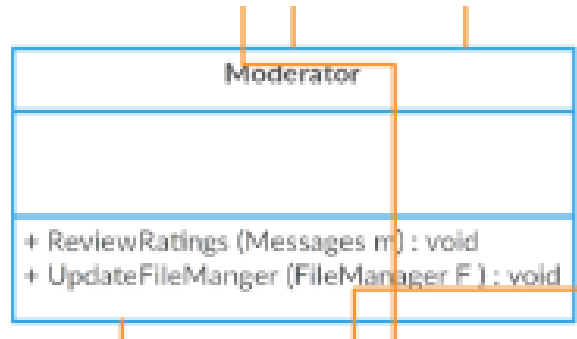 Moderator
+ ReviewRatings (Messages m) : void
+ UpdateFileManger (FileManager F ) : void